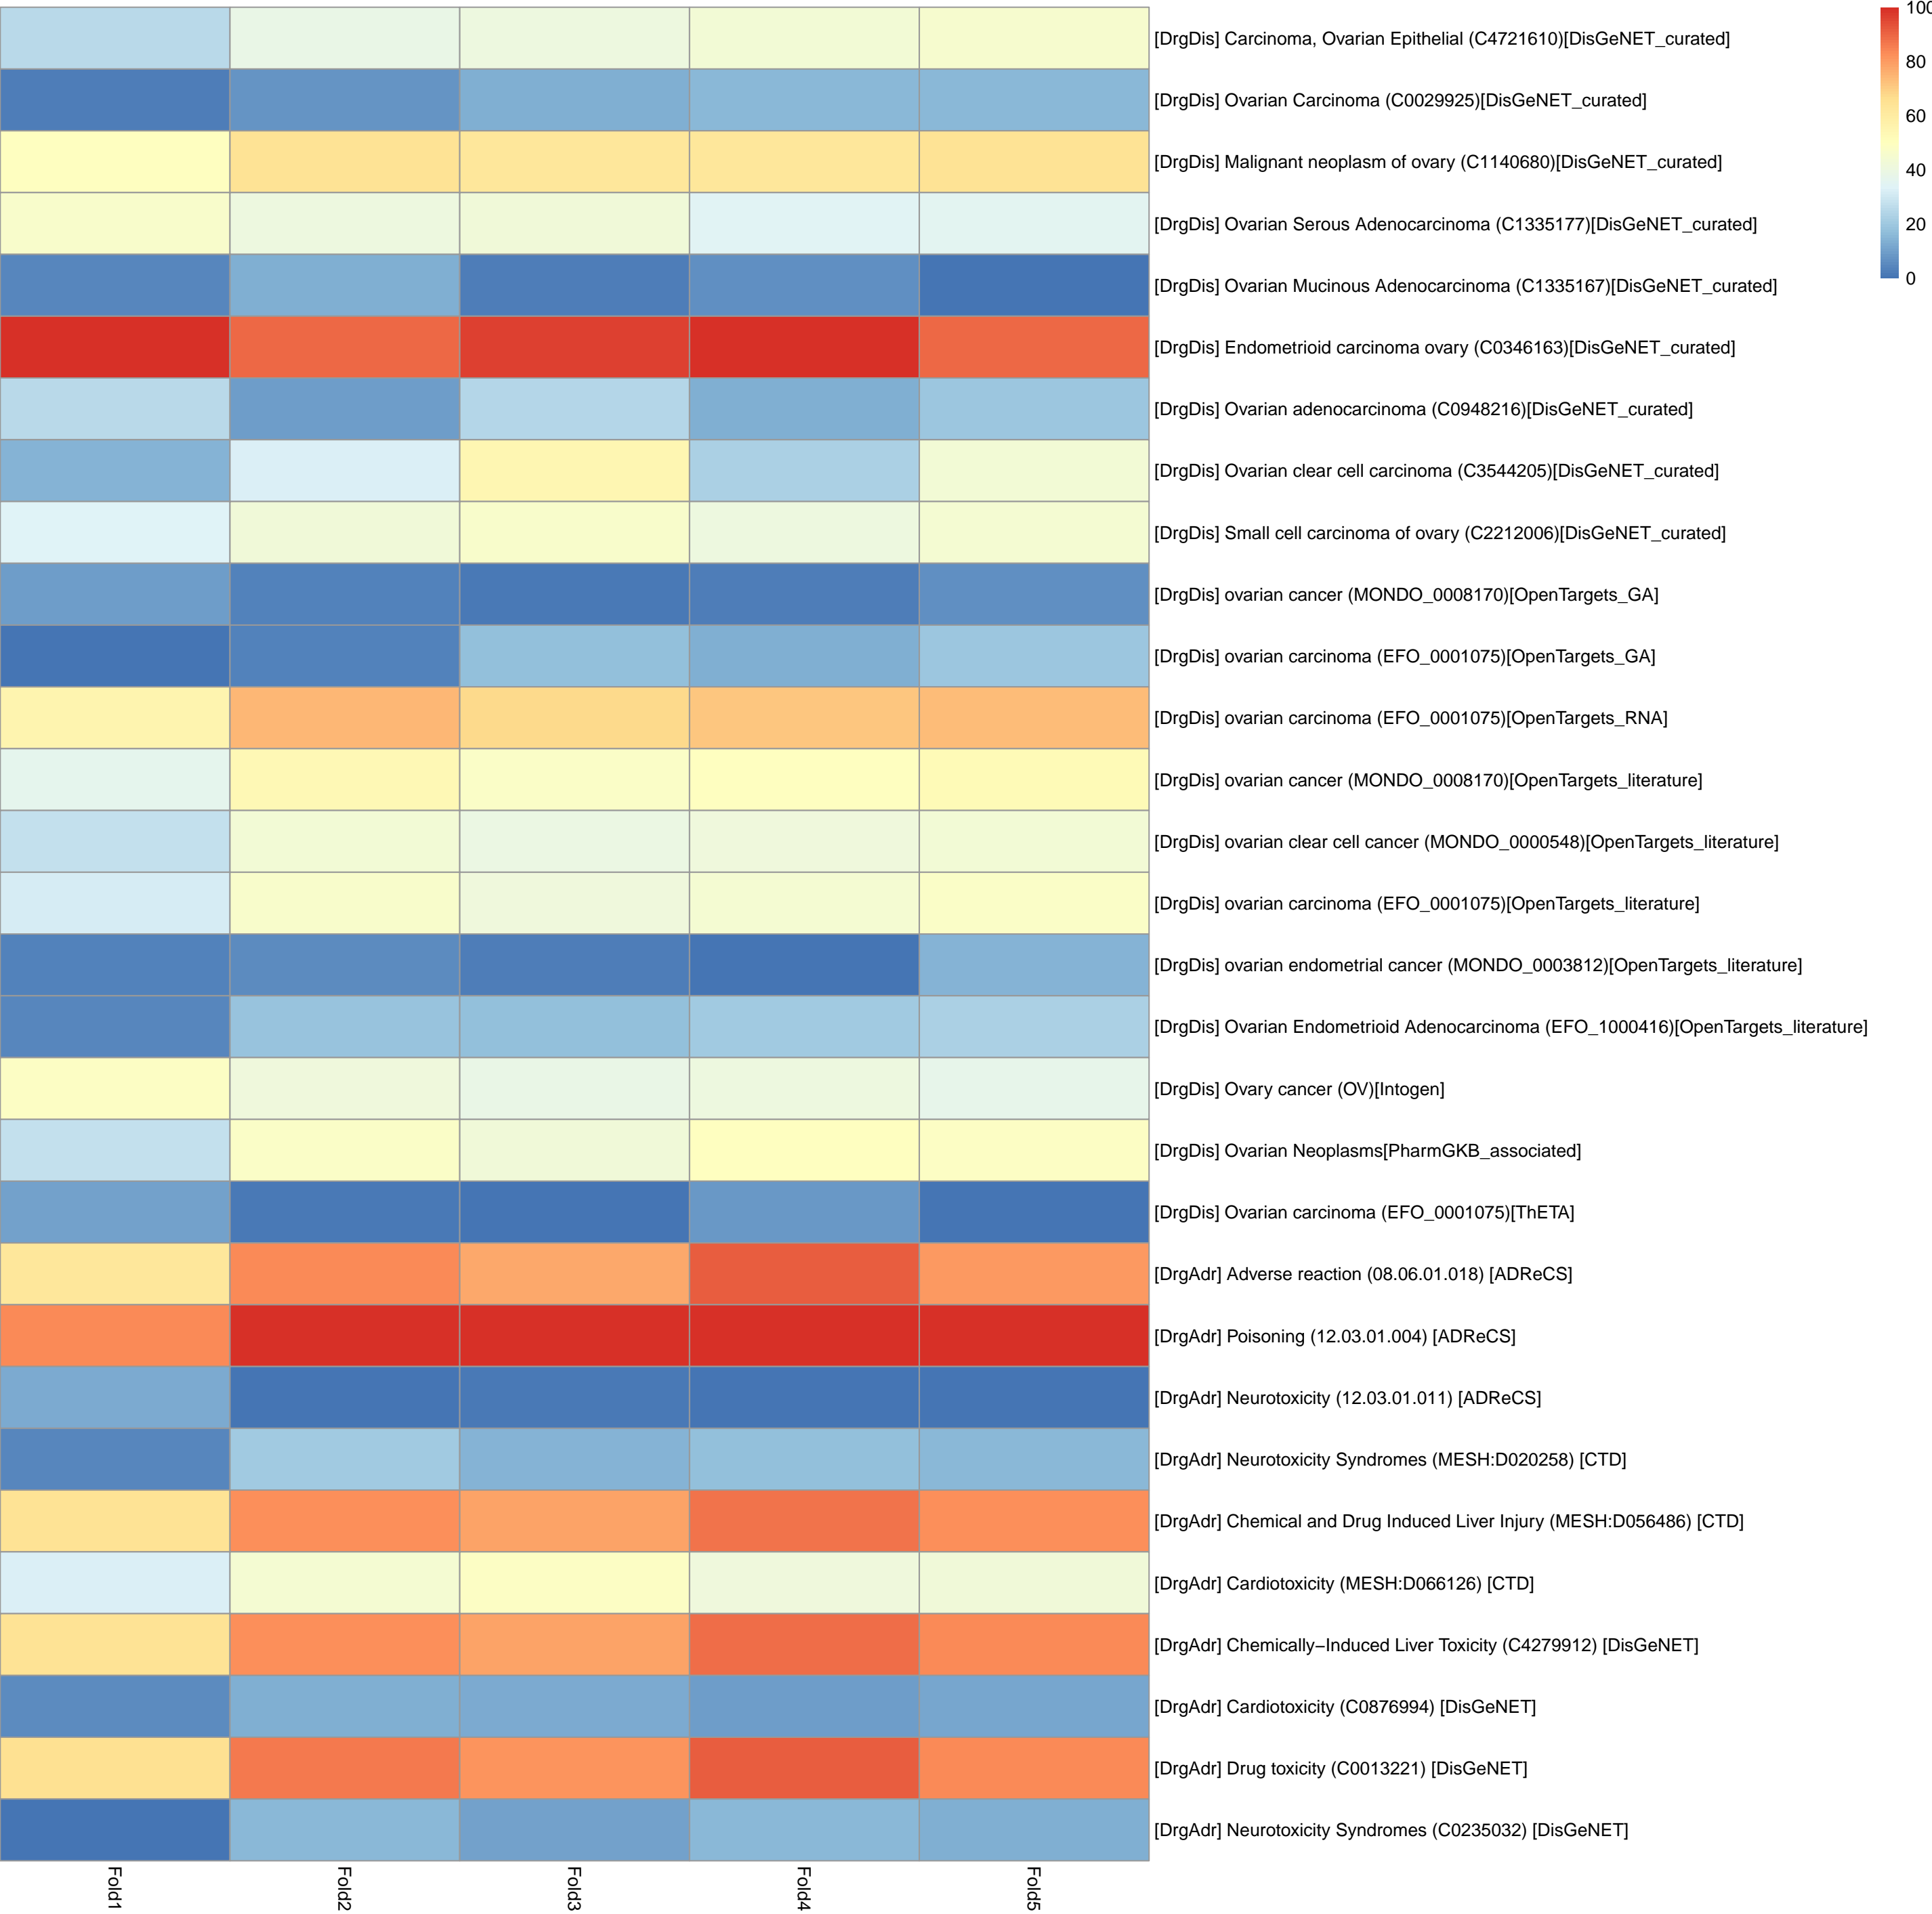 [DrgDis] Carcinoma, Ovarian Epithelial (C4721610)[DisGeNET_curated]
[DrgDis] Ovarian Carcinoma (C0029925)[DisGeNET_curated]
[DrgDis] Malignant neoplasm of ovary (C1140680)[DisGeNET_curated]
[DrgDis] Ovarian Serous Adenocarcinoma (C1335177)[DisGeNET_curated]
[DrgDis] Ovarian Mucinous Adenocarcinoma (C1335167)[DisGeNET_curated]
[DrgDis] Endometrioid carcinoma ovary (C0346163)[DisGeNET_curated]
[DrgDis] Ovarian adenocarcinoma (C0948216)[DisGeNET_curated]
[DrgDis] Ovarian clear cell carcinoma (C3544205)[DisGeNET_curated]
[DrgDis] Small cell carcinoma of ovary (C2212006)[DisGeNET_curated]
[DrgDis] ovarian cancer (MONDO_0008170)[OpenTargets_GA]
[DrgDis] ovarian carcinoma (EFO_0001075)[OpenTargets_GA]
[DrgDis] ovarian carcinoma (EFO_0001075)[OpenTargets_RNA]
[DrgDis] ovarian cancer (MONDO_0008170)[OpenTargets_literature]
[DrgDis] ovarian clear cell cancer (MONDO_0000548)[OpenTargets_literature]
[DrgDis] ovarian carcinoma (EFO_0001075)[OpenTargets_literature]
[DrgDis] ovarian endometrial cancer (MONDO_0003812)[OpenTargets_literature]
[DrgDis] Ovarian Endometrioid Adenocarcinoma (EFO_1000416)[OpenTargets_literature]
[DrgDis] Ovary cancer (OV)[Intogen]
[DrgDis] Ovarian Neoplasms[PharmGKB_associated]
[DrgDis] Ovarian carcinoma (EFO_0001075)[ThETA]
[DrgAdr] Adverse reaction (08.06.01.018) [ADReCS]
[DrgAdr] Poisoning (12.03.01.004) [ADReCS]
[DrgAdr] Neurotoxicity (12.03.01.011) [ADReCS]
[DrgAdr] Neurotoxicity Syndromes (MESH:D020258) [CTD]
[DrgAdr] Chemical and Drug Induced Liver Injury (MESH:D056486) [CTD]
[DrgAdr] Cardiotoxicity (MESH:D066126) [CTD]
[DrgAdr] Chemically−Induced Liver Toxicity (C4279912) [DisGeNET]
[DrgAdr] Cardiotoxicity (C0876994) [DisGeNET]
[DrgAdr] Drug toxicity (C0013221) [DisGeNET]
[DrgAdr] Neurotoxicity Syndromes (C0235032) [DisGeNET]
Fold1
Fold2
Fold3
Fold4
Fold5
100
80
60
40
20
0